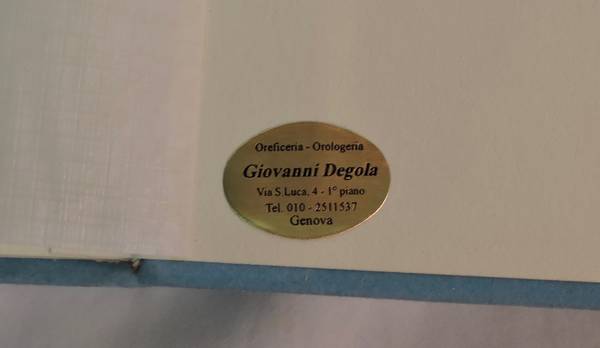 Oreficeria - Orologeria
Giovanni Degola
Via S.Luca, 4 - 1° piano
Tel. 010 - 2511537
Genova